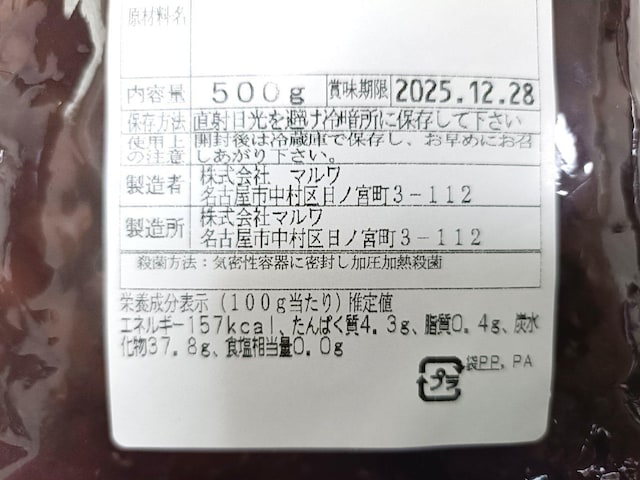 原材料名
内容量 500g 賞味期限 2025.12.28
保存方法 直射日光を避け冷暗所に保存して下さい
使用上 開封後は冷蔵庫で保存し、お早めにお召
の注意 しあがり下さい。
製造者 株式会社 マルワ
名古屋市中村区日ノ宮町3-112
製造所 株式会社マルワ
名古屋市中村区日ノ宮町3-112
殺菌方法:気密性容器に密封し加圧加熱殺菌
栄養成分表示(100g当たり)推定値
エネルギー157kcal、たんぱく質4.3g、脂質0.4g、炭水
化物37.8g、食塩相当量0.0g
プラ 袋PP,PA